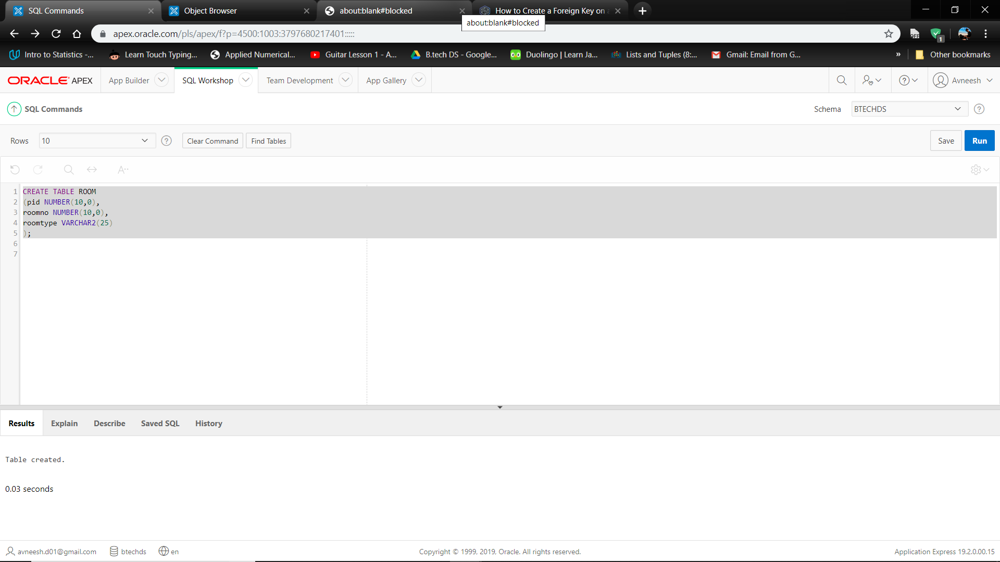 SQL Commands
Object Browser
about:blank#blocked
How to Create a Foreign Key on
about:blank#blocked
apex.oracle.com/pls/apex/f?p=4500:1003:3797680217401:::::
OFF
1
Intro to Statistics -...
Learn Touch Typing...
Applied Numerical...
Guitar Lesson 1 - A...
B.tech DS - Google...
Duolingo | Learn Ja...
Lists and Tuples (8:...
Gmail: Email from G...
»
Other bookmarks
ORACLE® APEX
App Builder
SQL Workshop
Team Development
App Gallery
Avneesh
SQL Commands
Schema
BTECHDS
Rows
10
Clear Command
Find Tables
Save
Run
1 CREATE TABLE ROOM
2 (pid NUMBER(10,0),
3 roomno NUMBER(10,0),
4 roomtype VARCHAR2(25)
5 );
6
7
Results
Explain
Describe
Saved SQL
History
Table created.
0.03 seconds
avneesh.d01@gmail.com
btechds
en
Copyright © 1999, 2019, Oracle. All rights reserved.
Application Express 19.2.0.00.15